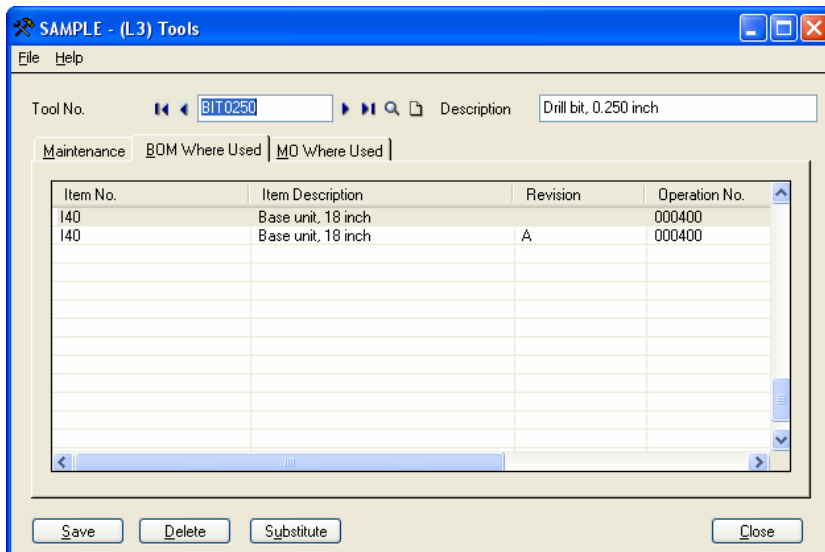 SAMPLE - (L3) Tools
File Help
Tool No. BIT0250 Description Drill bit, 0.250 inch
Maintenance BOM Where Used MO Where Used
Item No. Item Description Revision Operation No.
I40 Base unit, 18 inch 000400
I40 Base unit, 18 inch A 000400
Save Delete Substitute Close